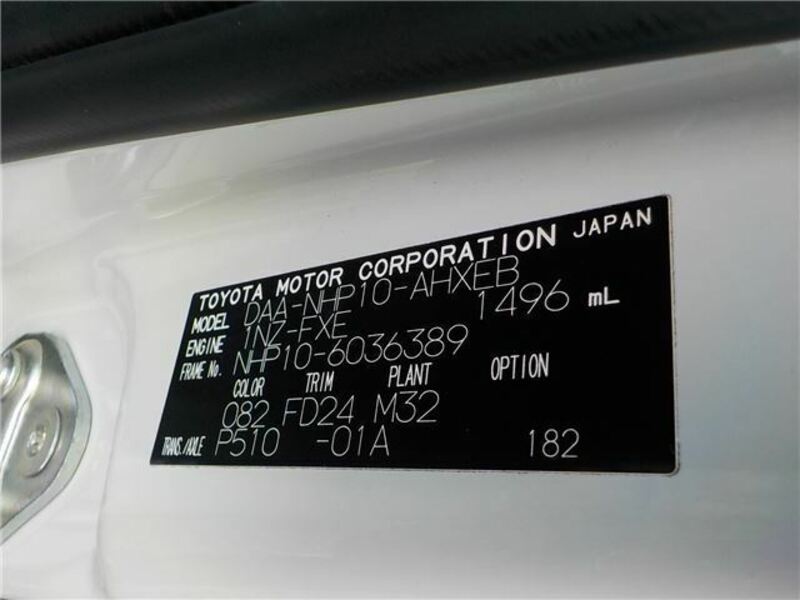 TOYOTA MOTOR CORPORATION JAPAN
MODEL DAA-NHP10-AHXEB
ENGINE 1NZ-FXE 1496 mL
FRAME No. NHP10-6036389
COLOR TRIM PLANT OPTION
082 FD24 M32
TRANS./AXLE P510 -01A 182